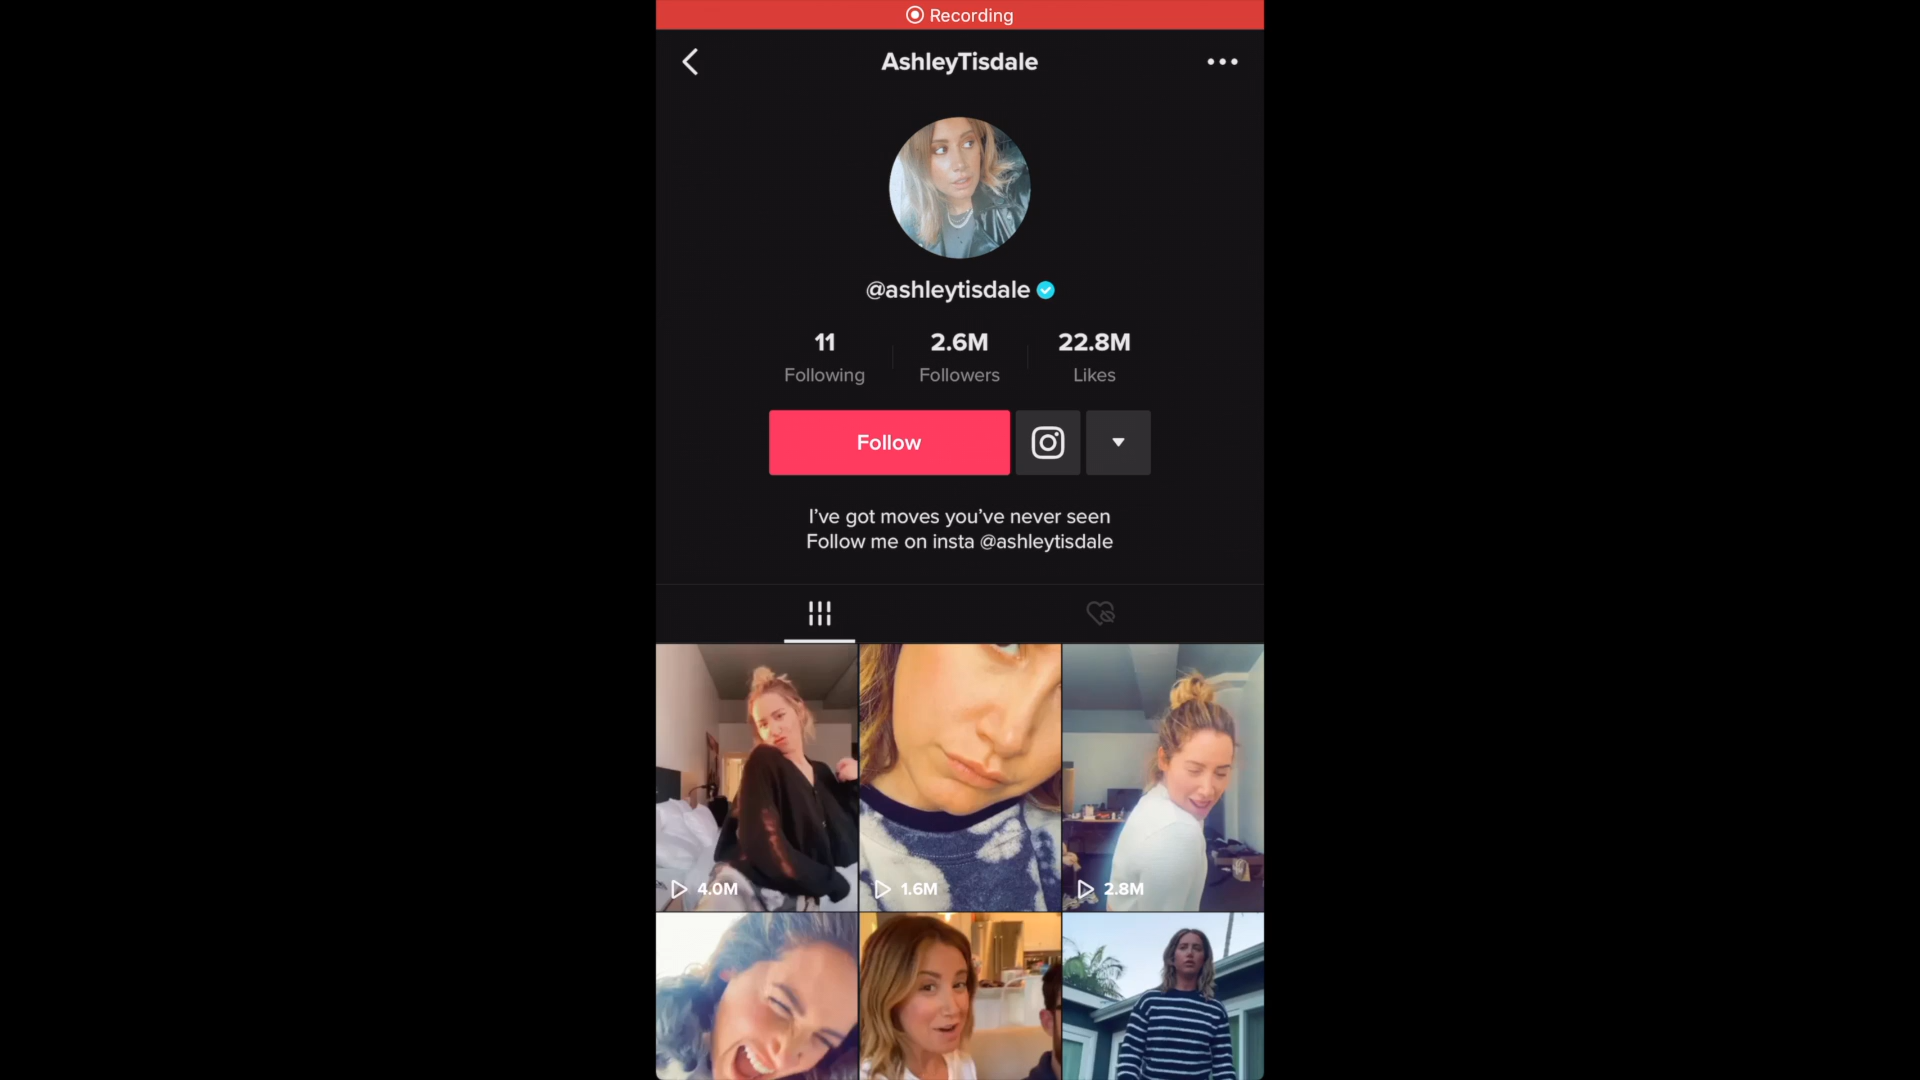 Recording
AshleyTisdale
@ashleytisdale
11 2.6M 22.8M
Following Followers Likes
Follow
I’ve got moves you’ve never seen
Follow me on insta @ashleytisdale
4.0M 1.6M 2.8M